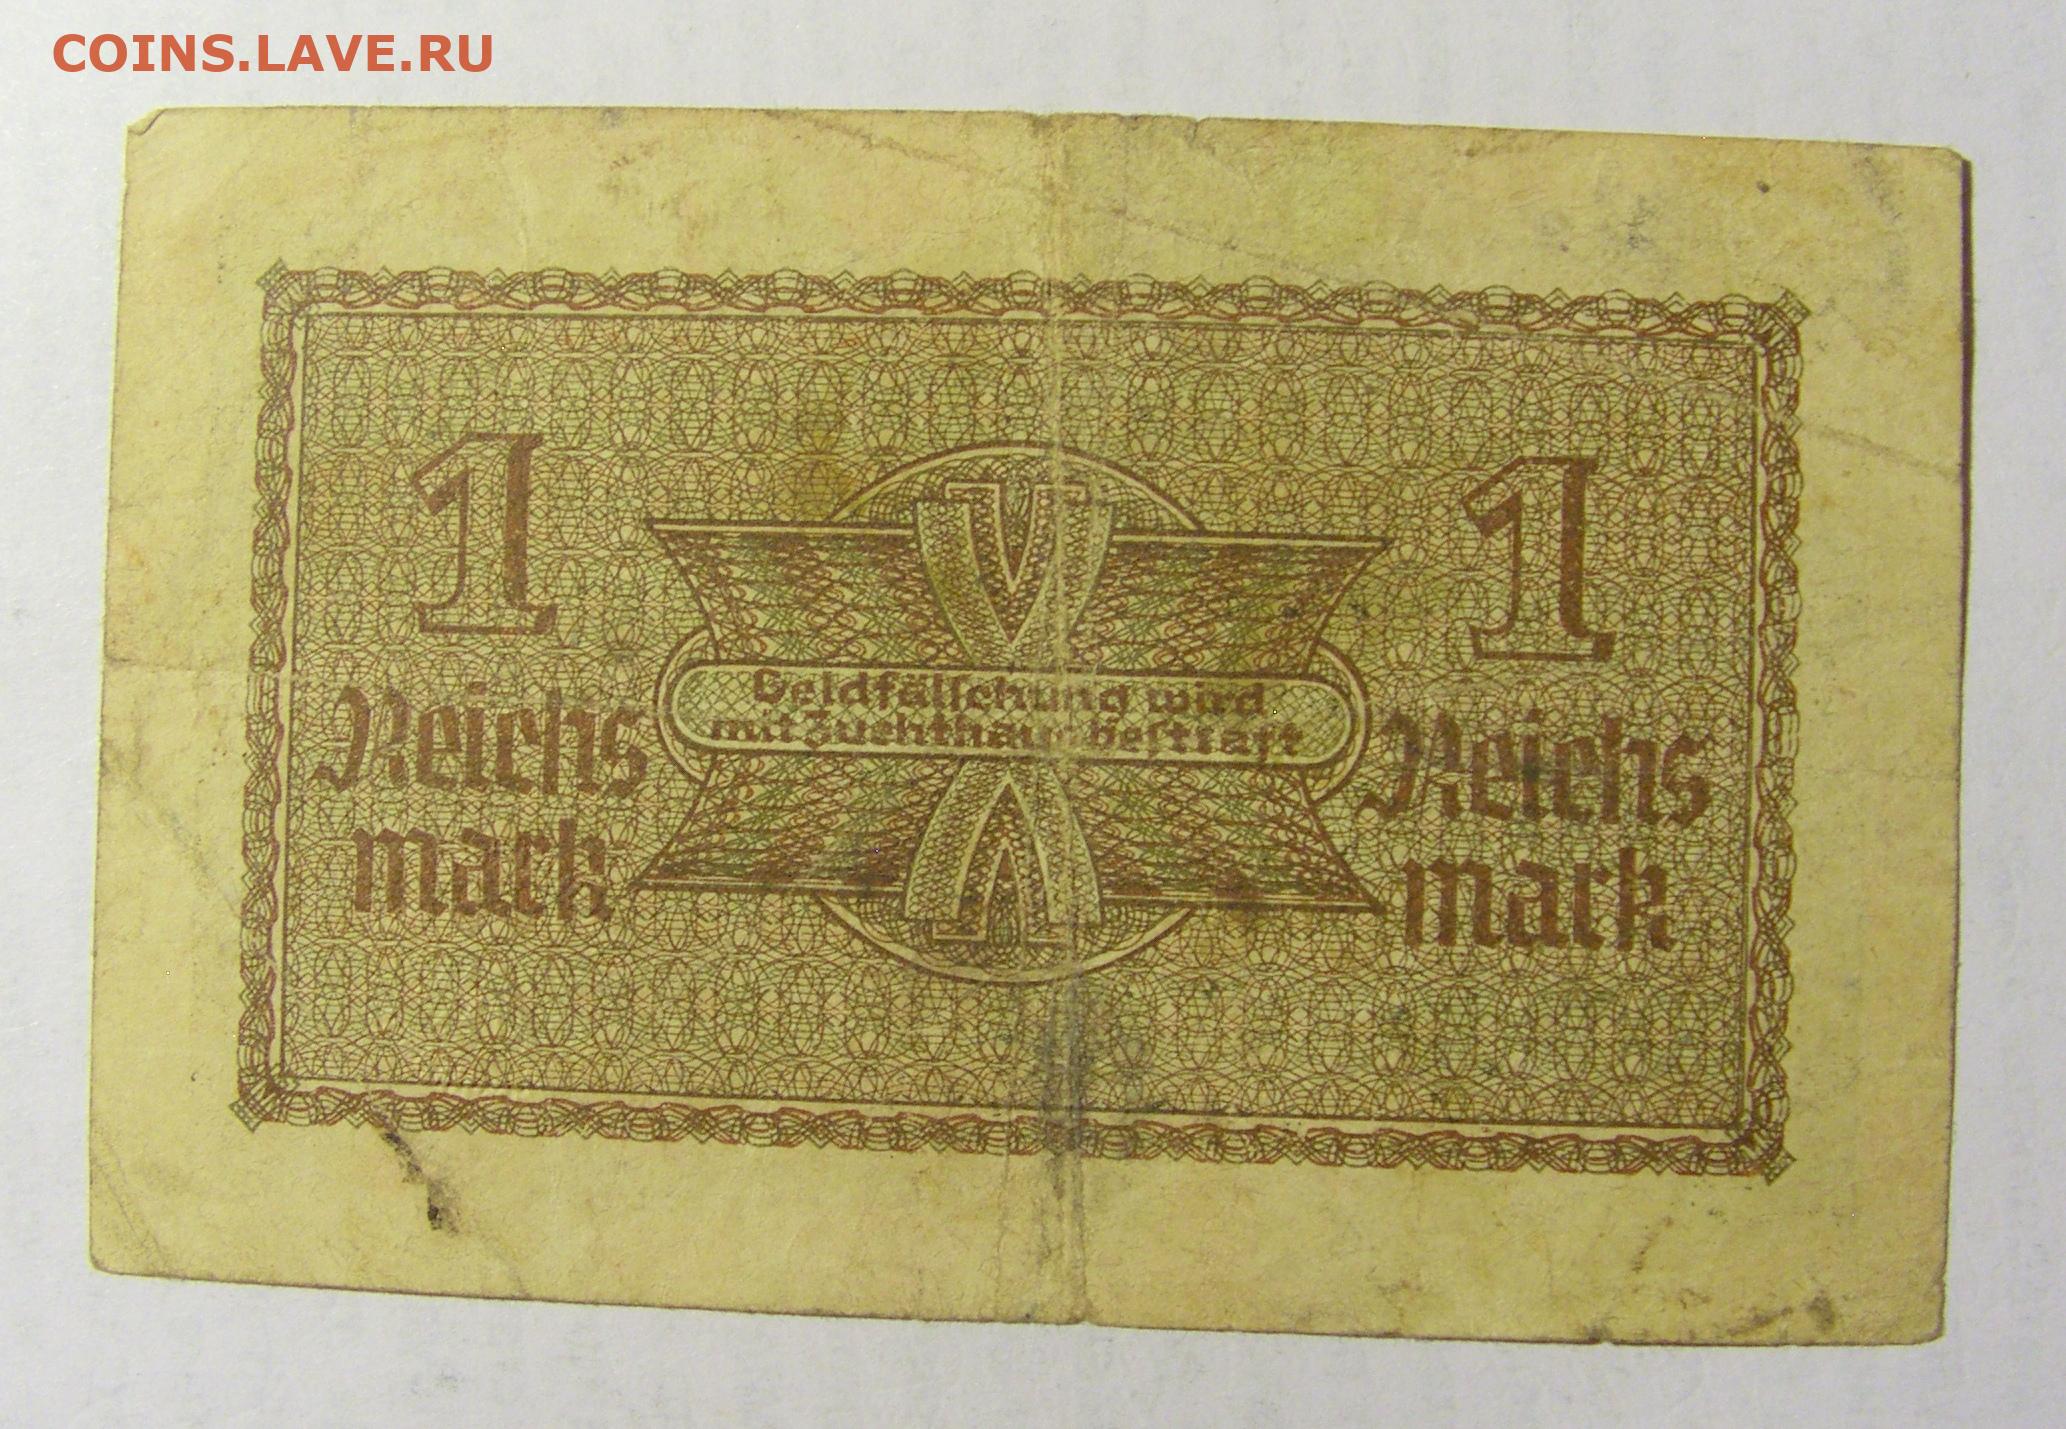 COINS.LAVE.RU
1
Reichs
mark
Geldfälschung wird
mit Zuchthaus bestraft
1
Reichs
mark